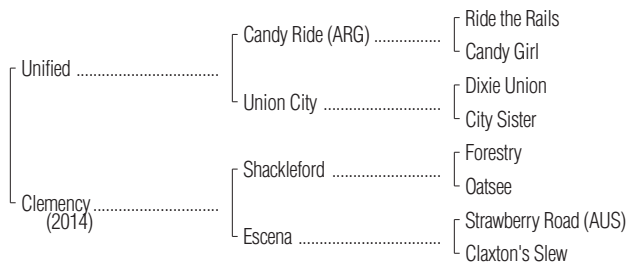 Ride the Rails
Candy Ride (ARG) ..................
Candy Girl
Unified ................................
Dixie Union
Union City ...........................
City Sister
Forestry
Shackleford .........................
Oatsee
Clemency ............................
(2014)
Strawberry Road (AUS)
Escena ................................
Claxton's Slew